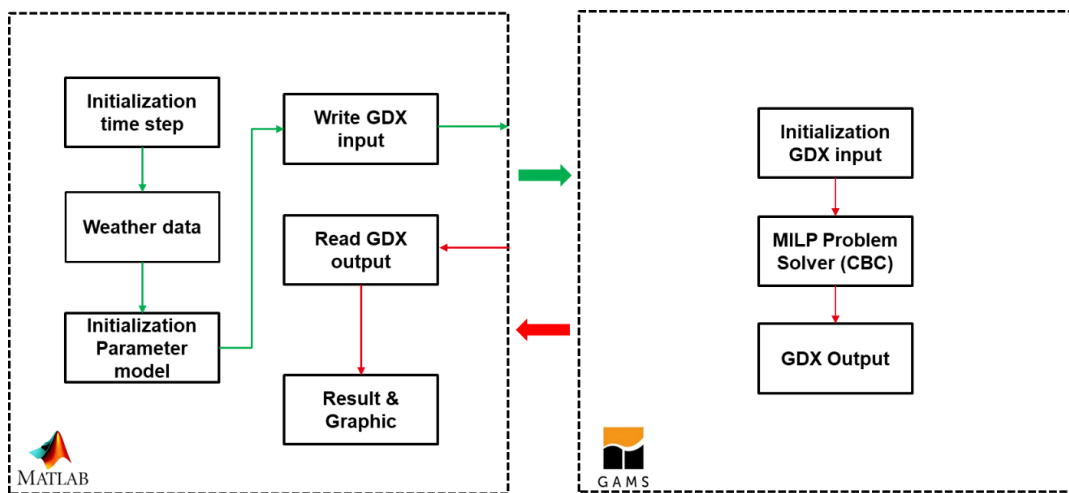 Initialization
time step
Weather data
Initialization
Parameter
model
Write GDX
input
Read GDX
output
Result &
Graphic
MATLAB
Initialization
GDX input
MILP Problem
Solver (CBC)
GDX Output
GAMS